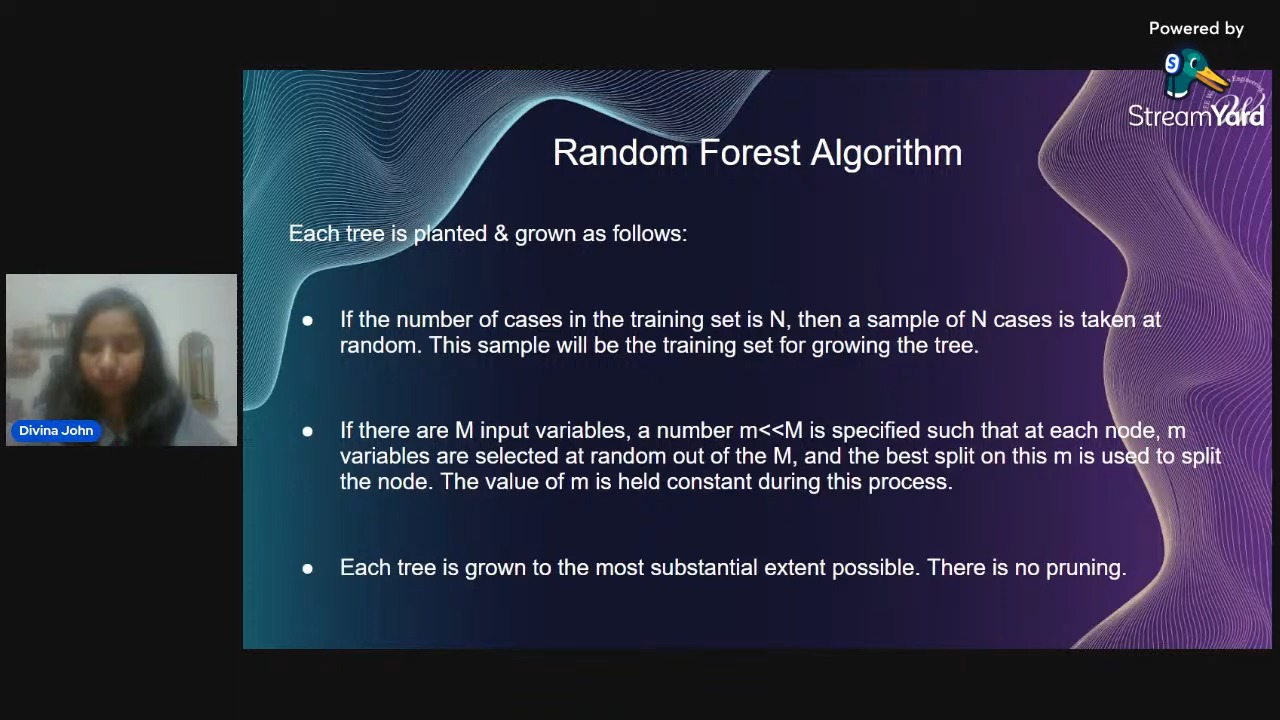 Powered by
StreamYard
Random Forest Algorithm
Each tree is planted & grown as follows:
● If the number of cases in the training set is N, then a sample of N cases is taken at
random. This sample will be the training set for growing the tree.
● If there are M input variables, a number m<<M is specified such that at each node, m
variables are selected at random out of the M, and the best split on this m is used to split
the node. The value of m is held constant during this process.
● Each tree is grown to the most substantial extent possible. There is no pruning.
Divina John